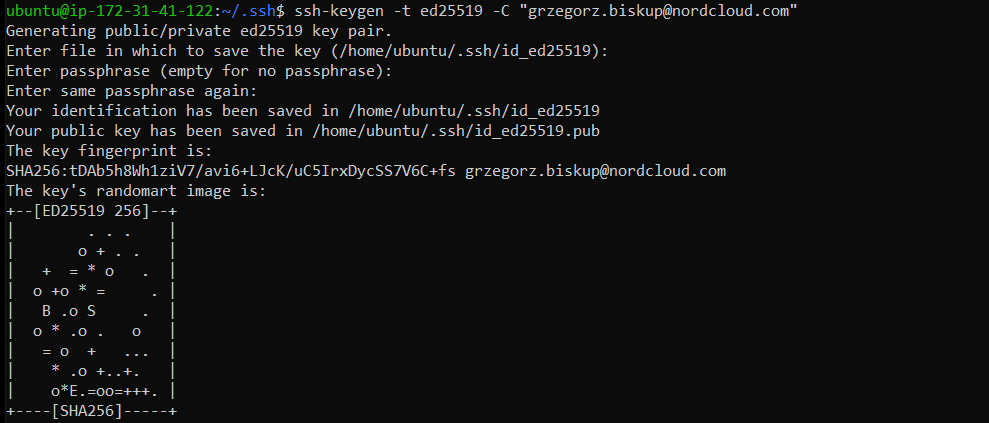 ubuntu@ip-172-31-41-122:~/.ssh$ ssh-keygen -t ed25519 -C "grzegorz.biskup@nordcloud.com"
Generating public/private ed25519 key pair.
Enter file in which to save the key (/home/ubuntu/.ssh/id_ed25519):
Enter passphrase (empty for no passphrase):
Enter same passphrase again:
Your identification has been saved in /home/ubuntu/.ssh/id_ed25519
Your public key has been saved in /home/ubuntu/.ssh/id_ed25519.pub
The key fingerprint is:
SHA256:tDAb5h8Wh1ziV7/avi6+LJcK/uC5IrxDycSS7V6C+fs grzegorz.biskup@nordcloud.com
The key's randomart image is:
+--[ED25519 256]--+
|        . . .    |
|       o + . .   |
|   +  = * o   .  |
|  o +o * =     . |
|   B .o S     .  |
|  o * .o .   o   |
|   = o  +   ...  |
|    * .o +..+.   |
|    o*E.=oo=+++. |
+----[SHA256]-----+